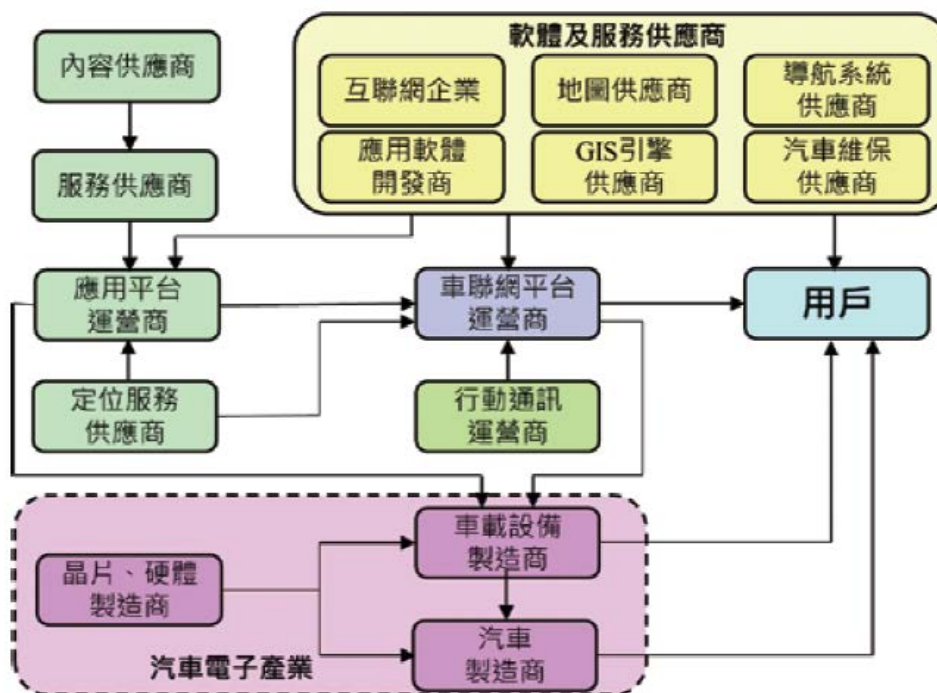 軟體及服務供應商
內容供應商
互聯網企業
地圖供應商
導航系統
供應商
服務供應商
應用軟體
開發商
GIS引擎
供應商
汽車維保
供應商
應用平台
運營商
車聯網平台
運營商
用戶
定位服務
供應商
行動通訊
運營商
車載設備
製造商
晶片、硬體
製造商
汽車
製造商
汽車電子產業